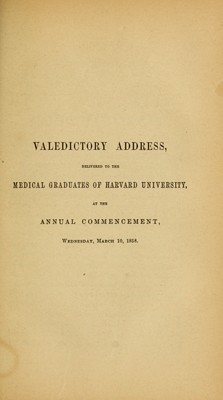 VALEDICTORY ADDRESS,
DELIVERED TO THE
MEDICAL GRADUATES OF HARVARD UNIVERSITY,
AT THE
ANNUAL COMMENCEMENT,
WEDNESDAY, MARCH 10, 1858.